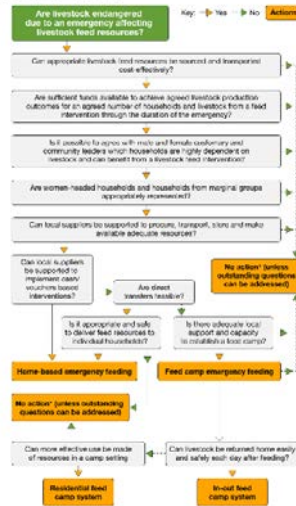 Are livestock endangered
due to an emergency affecting
livestock feed resources?
Key:
Yes
No
Actions
Can appropriate livestock feed resources be sourced and transported
cost-effectively?
Are sufficient funds available to achieve agreed livestock production
outcomes for an agreed number of households and livestock from a feed
intervention through the duration of the emergency?
Is it possible to agree with male and female customary and
community leaders which households are highly dependent on
livestock and can benefit from a livestock feed intervention?
Are women-headed households and households from marginal groups
appropriately represented?
Can local suppliers be supported to procure, transport, store and make
available adequate resources?
Can local suppliers
be supported to
implement cash/
vouchers based
interventions?
Are direct
transfers feasible?
No action* (unless
outstanding questions
can be addressed)
Is it appropriate and safe
to deliver feed resources to
individual households?
Is there adequate local
support and capacity
to establish a feed camp?
Home-based emergency feeding
Feed camp emergency feeding
No action* (unless outstanding
questions can be addressed)
Can more effective use be made
of resources in a camp setting
Can livestock be returned home easily
and safely each day after feeding?
Residential feed
camp system
In-out feed
camp system